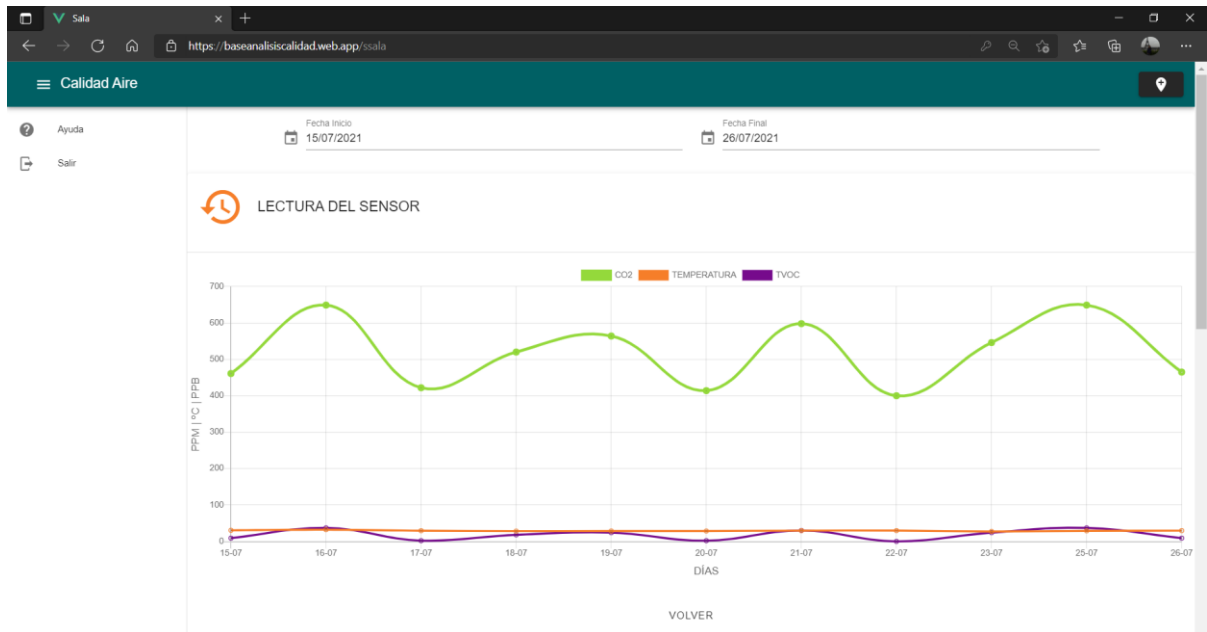 Sala
https://baseanalisiscalidad.web.app/ssala
Calidad Aire
Ayuda
Salir
Fecha Inicio
15/07/2021
Fecha Final
26/07/2021
LECTURA DEL SENSOR
CO2 TEMPERATURA TVOC
PPM | ºC | PPB
700
600
500
400
300
200
100
0
15-07 16-07 17-07 18-07 19-07 20-07 21-07 22-07 23-07 25-07 26-07
DÍAS
VOLVER